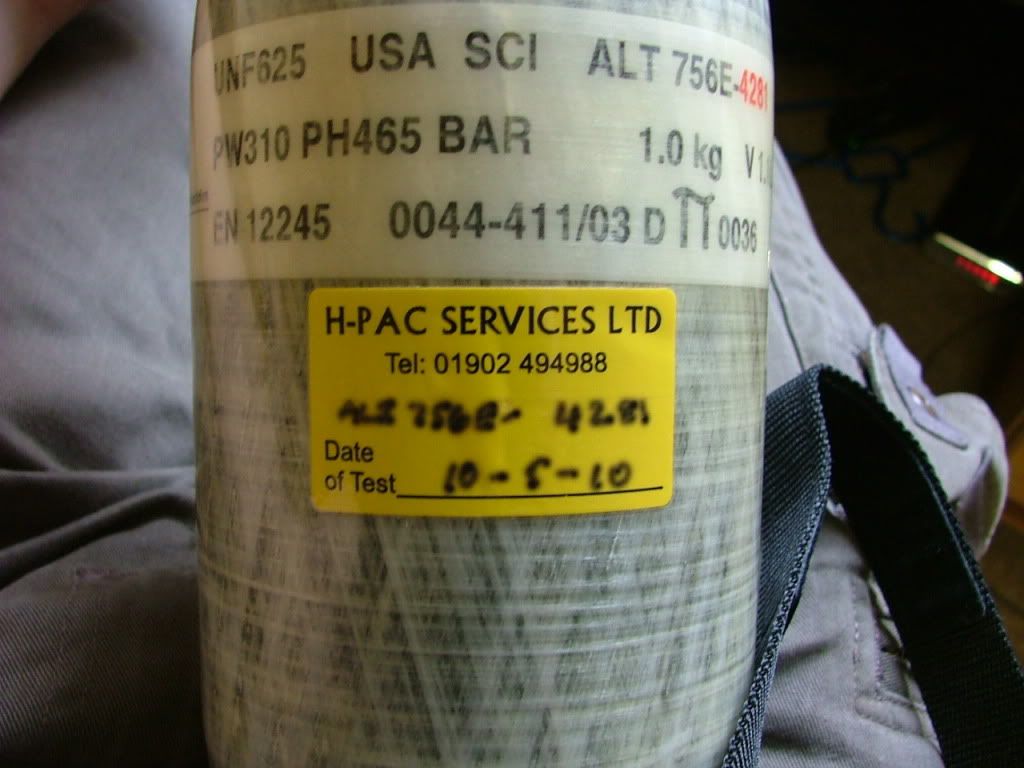 UNF625 USA SCI ALT 756E-4281
PW310 PH465 BAR 1.0 kg V 1.
EN 12245 0044-411/03 D π 0036
H-PAC SERVICES LTD
Tel: 01902 494988
ALT 756E- 4281
Date
of Test 10-5-10